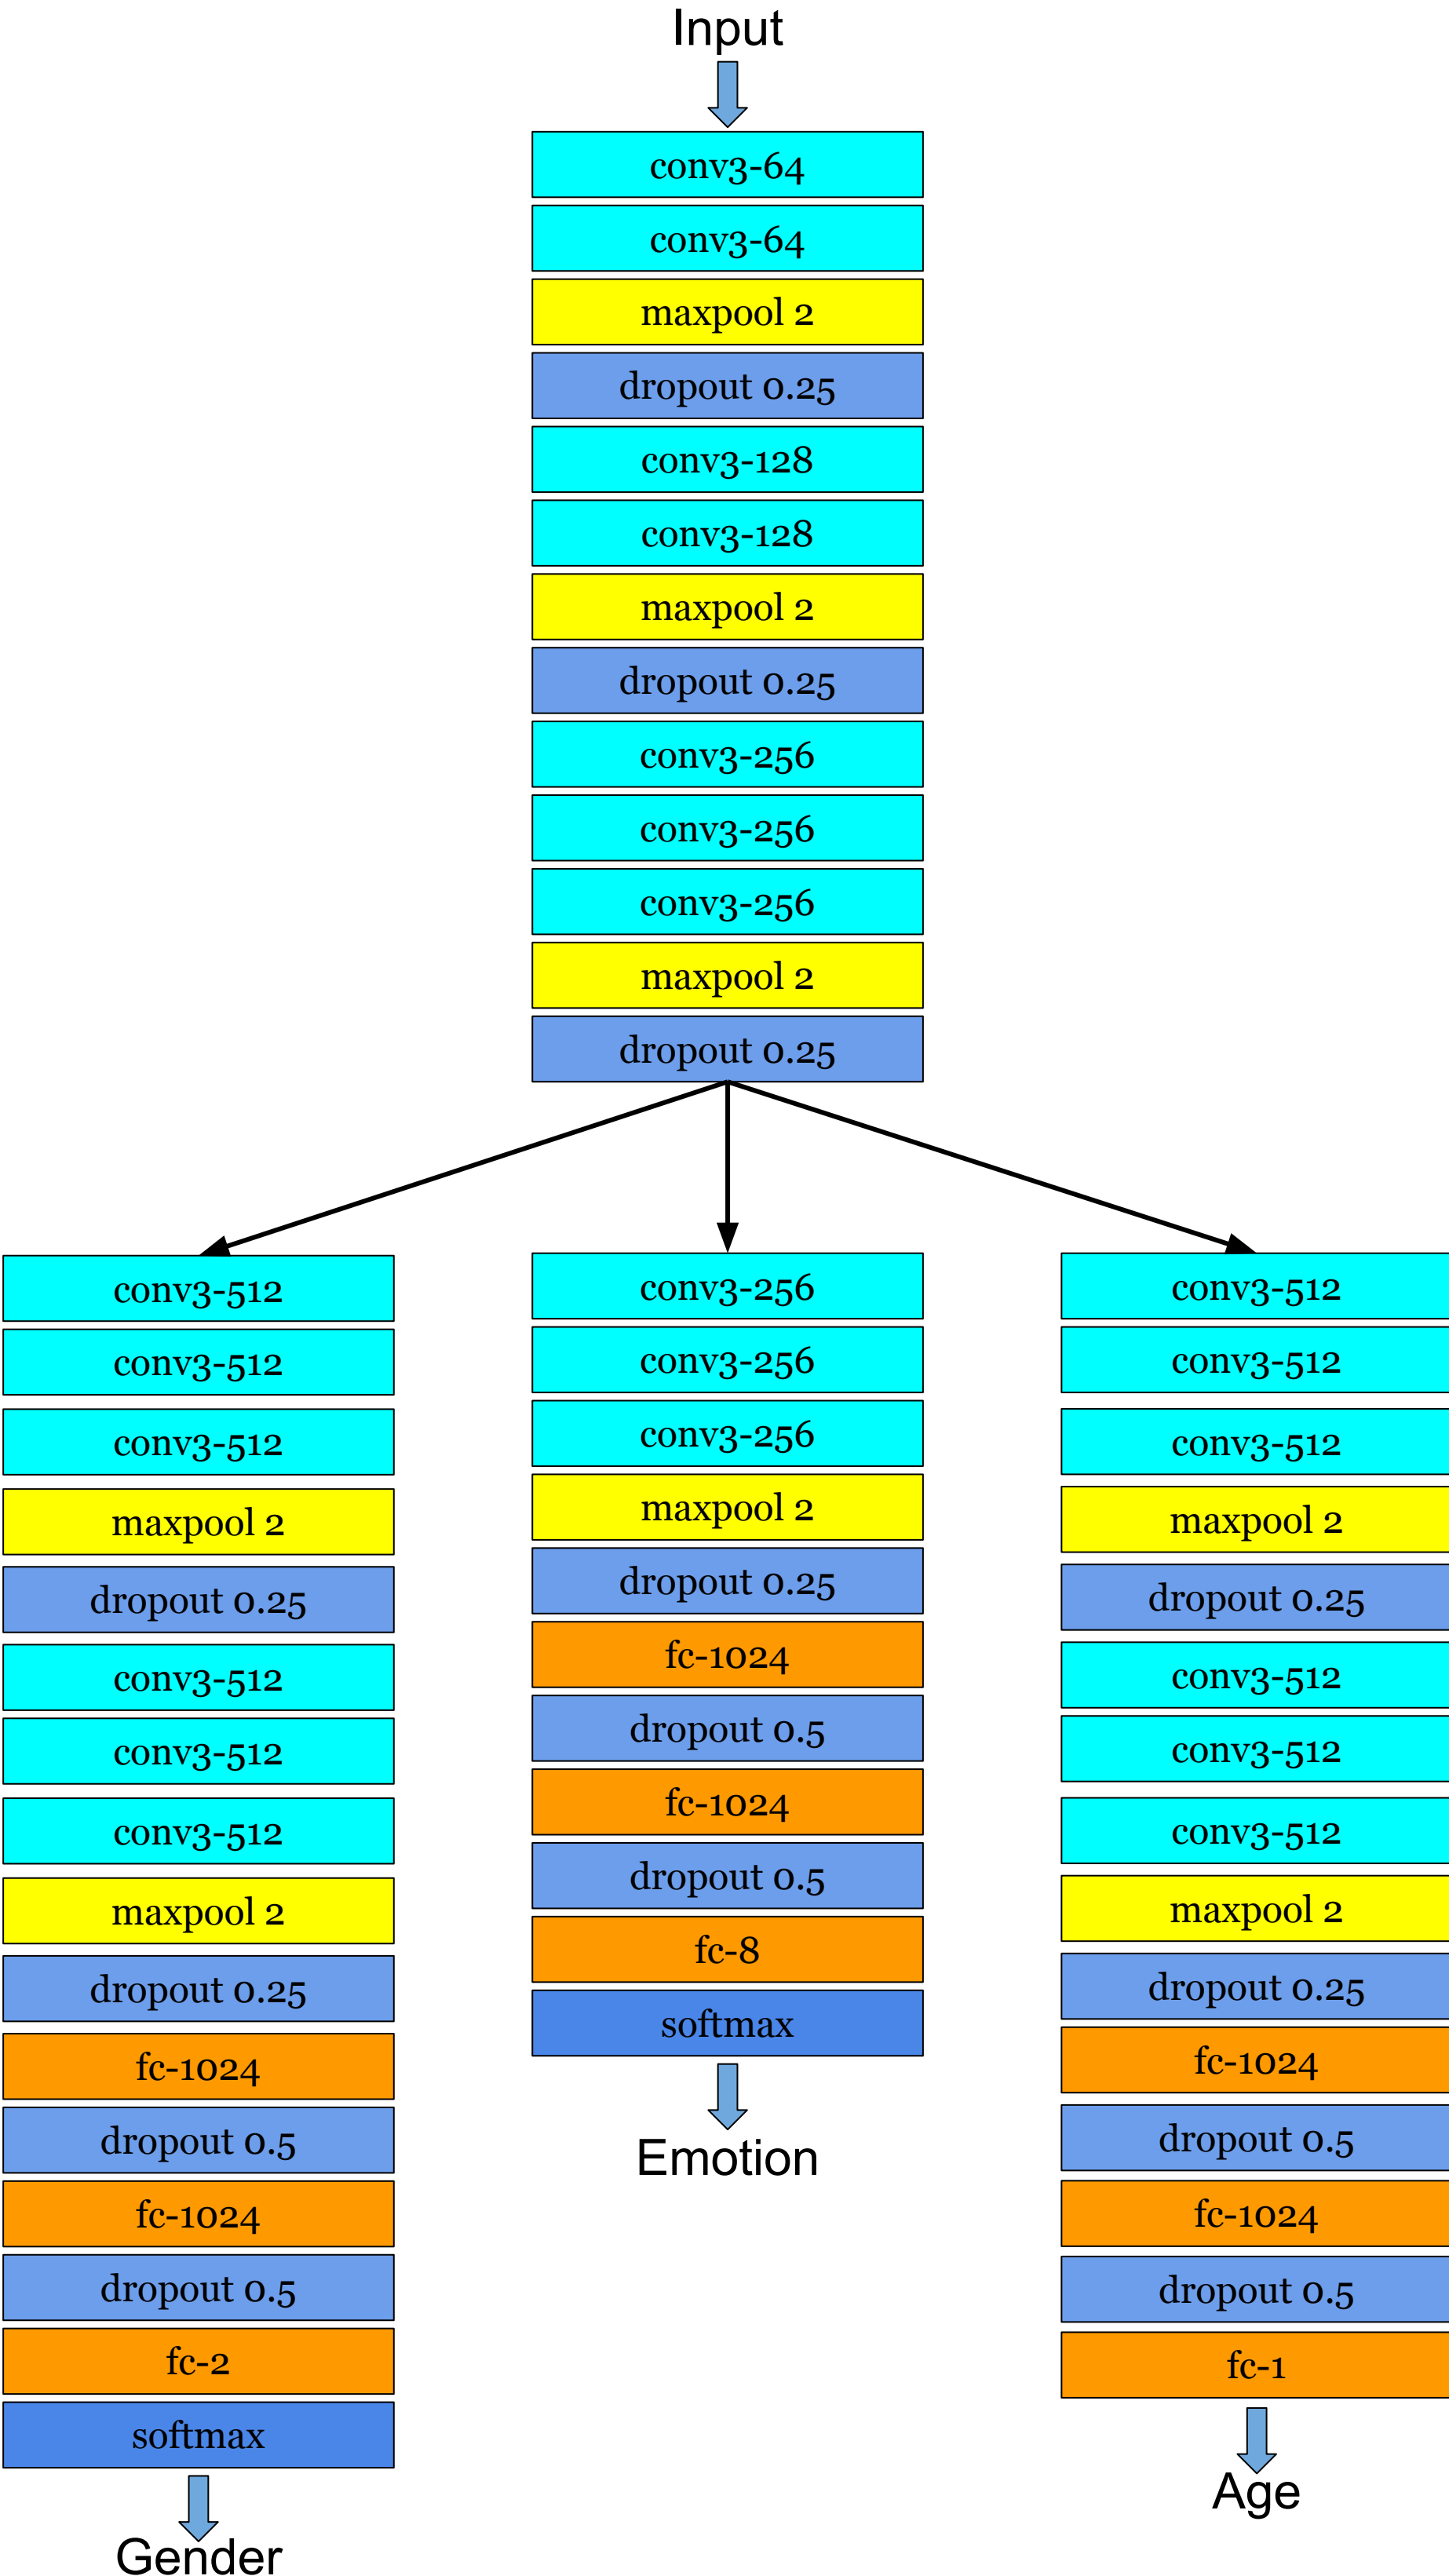 Input
conv3-64
conv3-64
maxpool 2
dropout 0.25
conv3-128
conv3-128
maxpool 2
dropout 0.25
conv3-256
conv3-256
conv3-256
maxpool 2
dropout 0.25
conv3-512
conv3-512
conv3-512
maxpool 2
dropout 0.25
conv3-512
conv3-512
conv3-512
maxpool 2
dropout 0.25
fc-1024
dropout 0.5
fc-1024
dropout 0.5
fc-2
softmax
Gender
conv3-256
conv3-256
conv3-256
maxpool 2
dropout 0.25
fc-1024
dropout 0.5
fc-1024
dropout 0.5
fc-8
softmax
Emotion
conv3-512
conv3-512
conv3-512
maxpool 2
dropout 0.25
conv3-512
conv3-512
conv3-512
maxpool 2
dropout 0.25
fc-1024
dropout 0.5
fc-1024
dropout 0.5
fc-1
Age